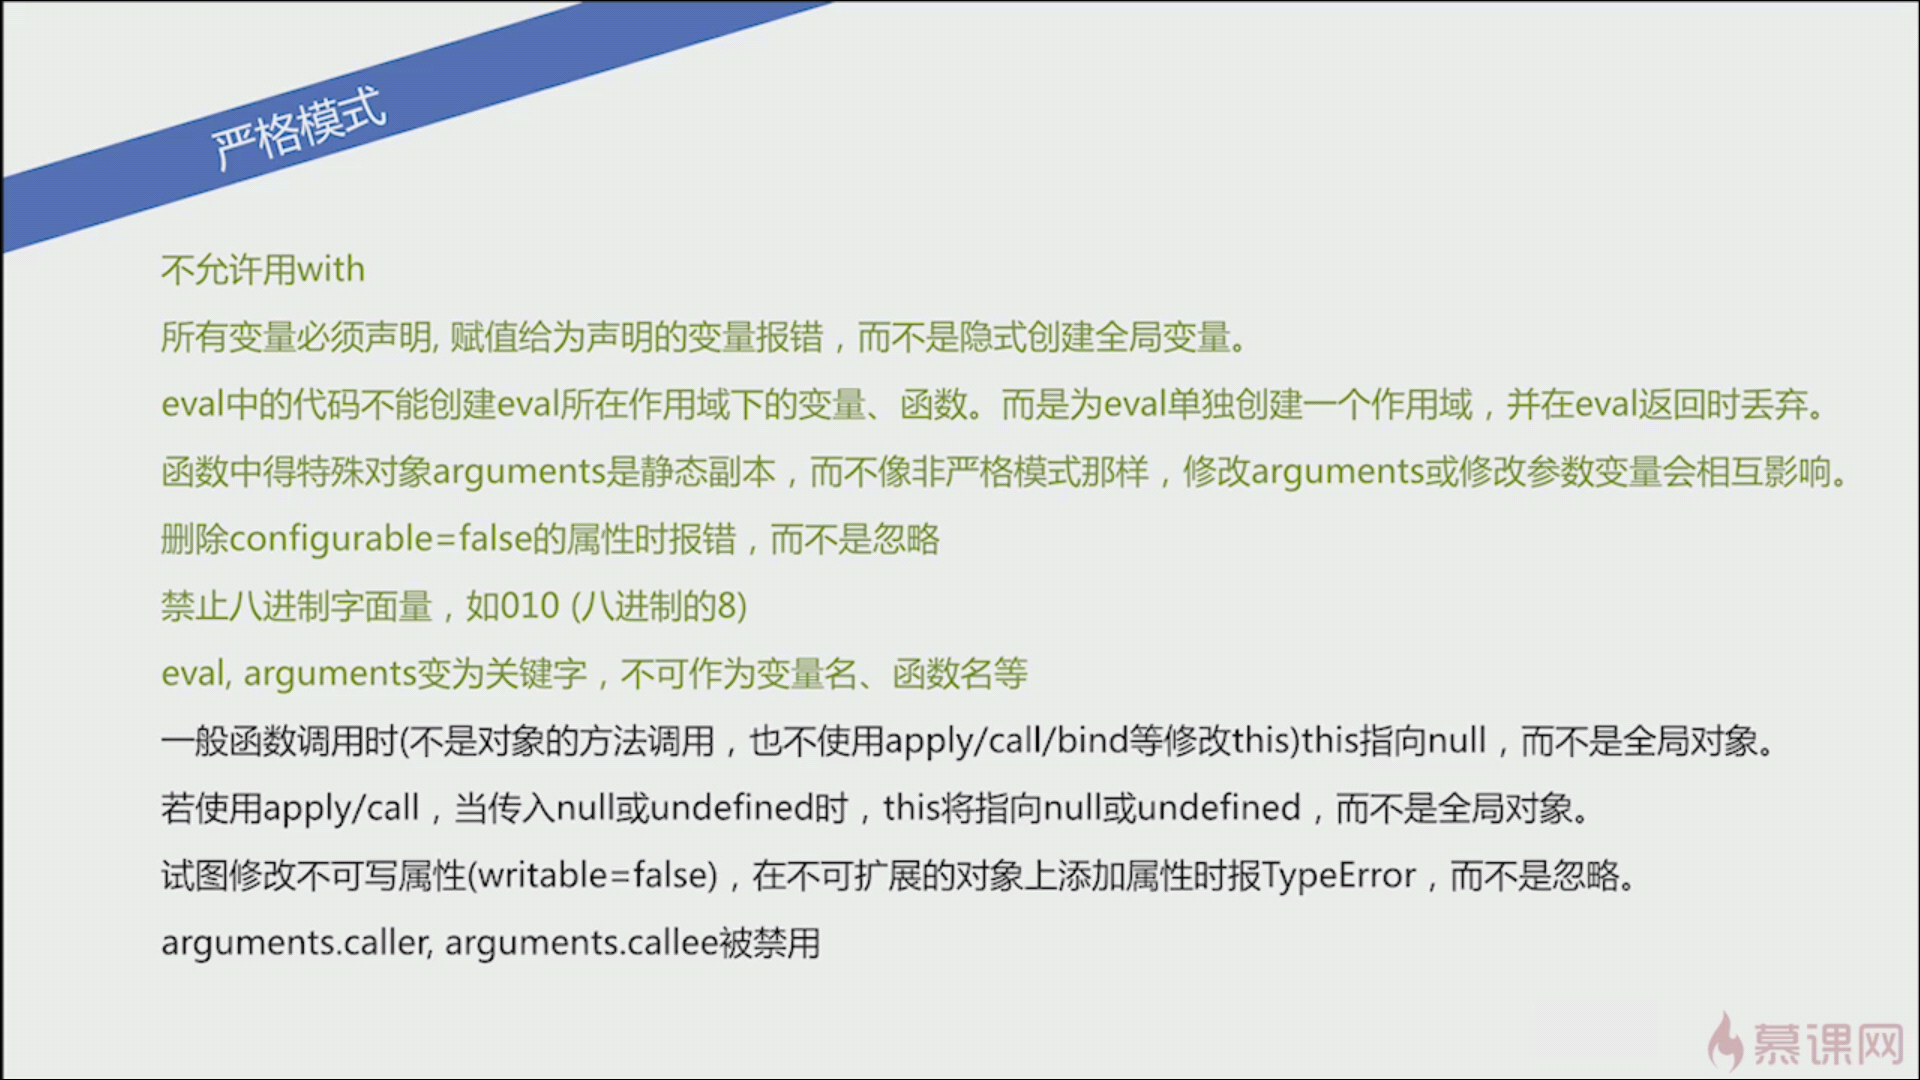 严格模式
不允许用with
所有变量必须声明, 赋值给为声明的变量报错，而不是隐式创建全局变量。
eval中的代码不能创建eval所在作用域下的变量、函数。而是为eval单独创建一个作用域，并在eval返回时丢弃。
函数中得特殊对象arguments是静态副本，而不像非严格模式那样，修改arguments或修改参数变量会相互影响。
删除configurable=false的属性时报错，而不是忽略
禁止八进制字面量，如010 (八进制的8)
eval, arguments变为关键字，不可作为变量名、函数名等
一般函数调用时(不是对象的方法调用，也不使用apply/call/bind等修改this)this指向null，而不是全局对象。
若使用apply/call，当传入null或undefined时，this将指向null或undefined，而不是全局对象。
试图修改不可写属性(writable=false)，在不可扩展的对象上添加属性时报TypeError，而不是忽略。
arguments.caller, arguments.callee被禁用
慕课网